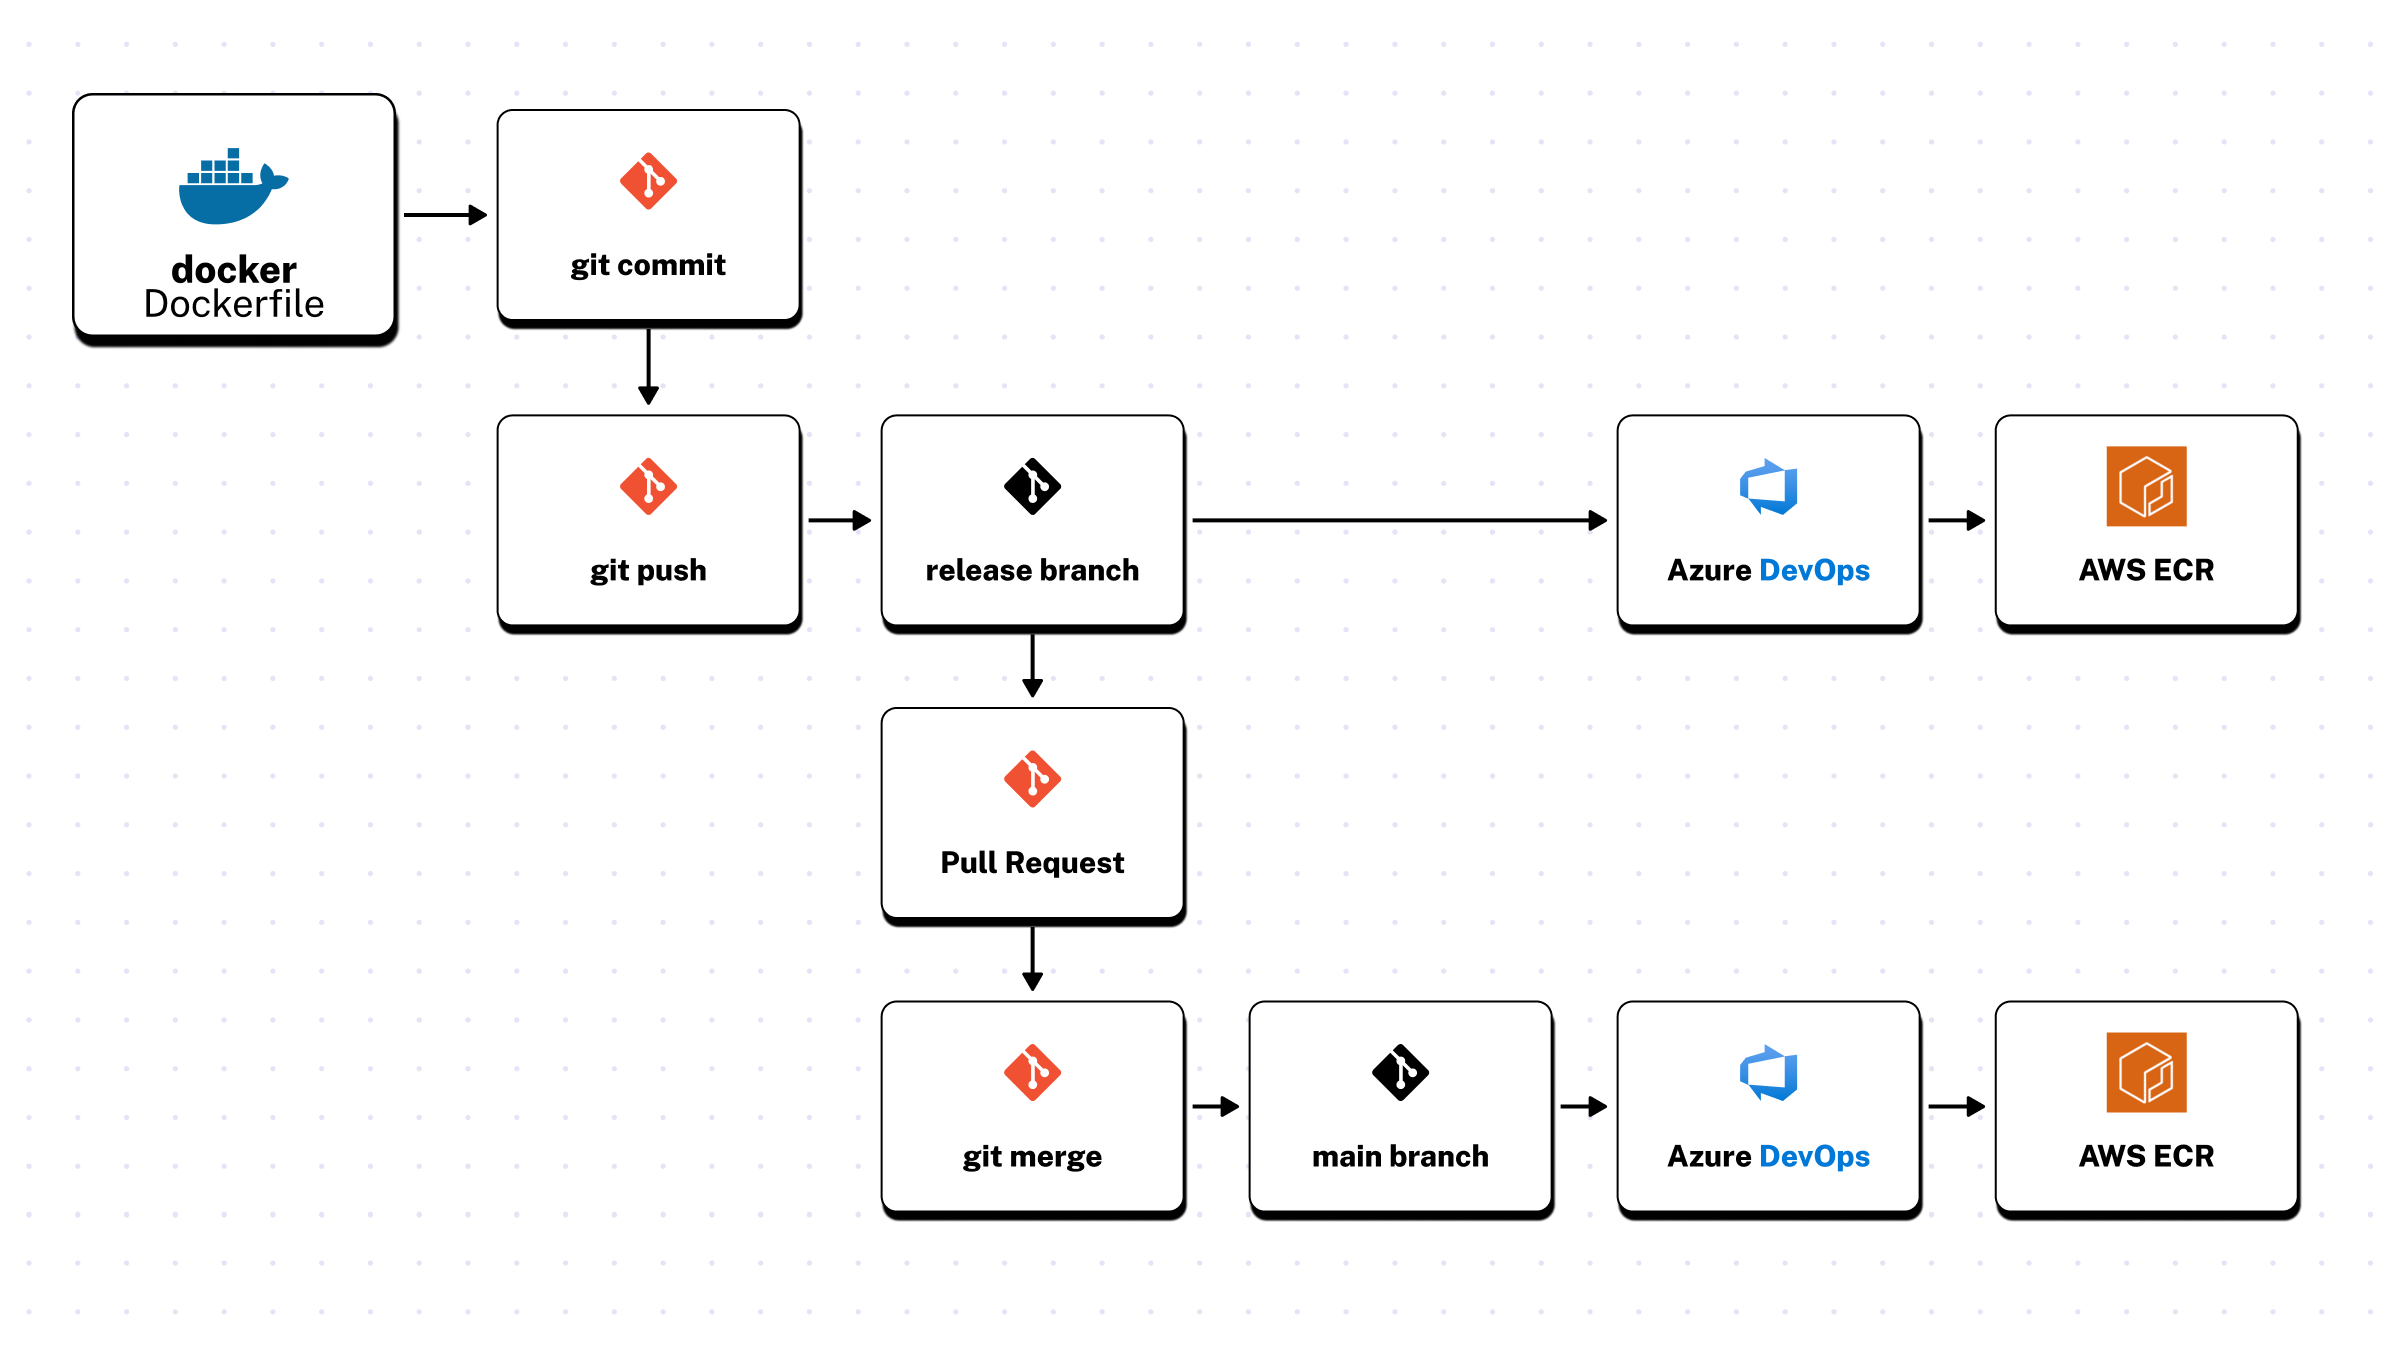 docker
Dockerfile
git commit
git push
release branch
Azure DevOps
AWS ECR
Pull Request
git merge
main branch
Azure DevOps
AWS ECR